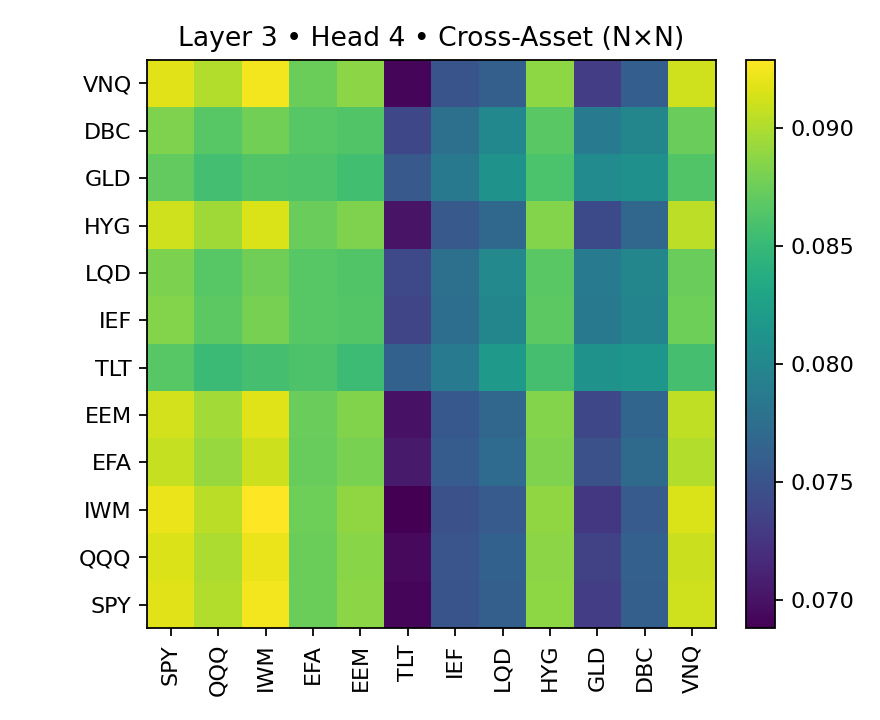 Layer 3 • Head 4 • Cross-Asset (N×N)
VNQ
DBC
GLD
HYG
LQD
IEF
TLT
EEM
EFA
IWM
QQQ
SPY
SPY QQQ IWM EFA EEM TLT IEF LQD HYG GLD DBC VNQ
0.090
0.085
0.080
0.075
0.070